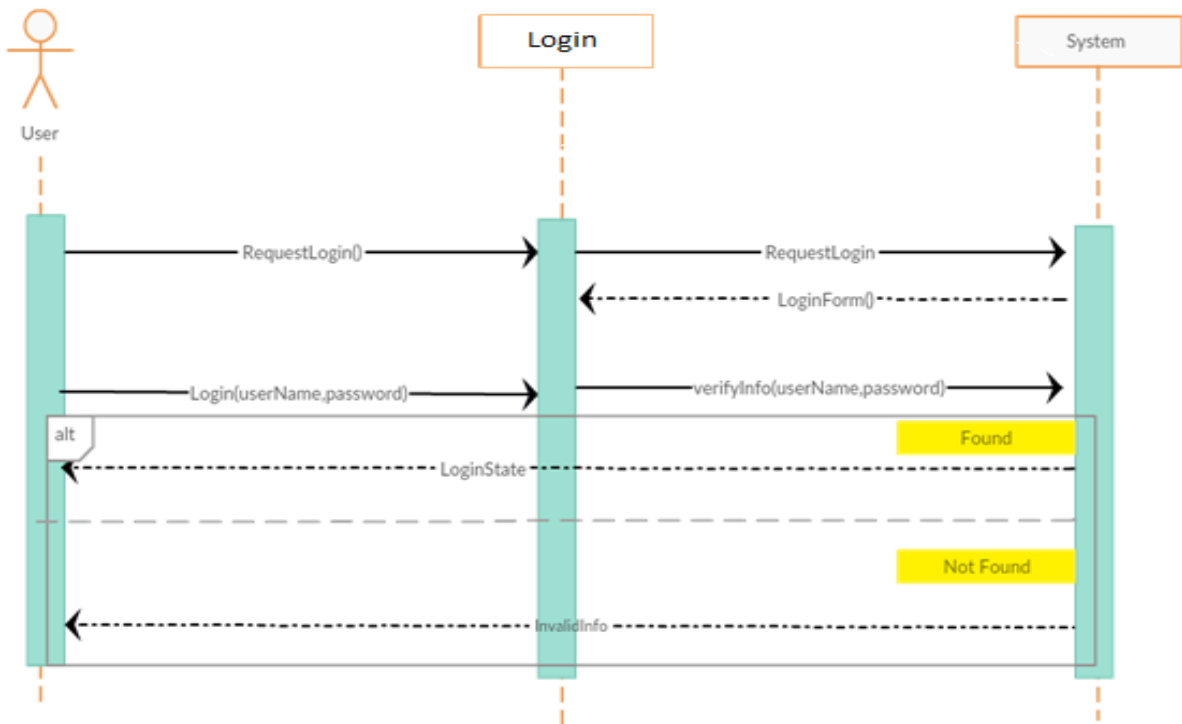 Login
System
User
RequestLogin()
RequestLogin
LoginForm()
Login(userName,password)
verifyInfo(userName,password)
alt
Found
LoginState
Not Found
InvalidInfo